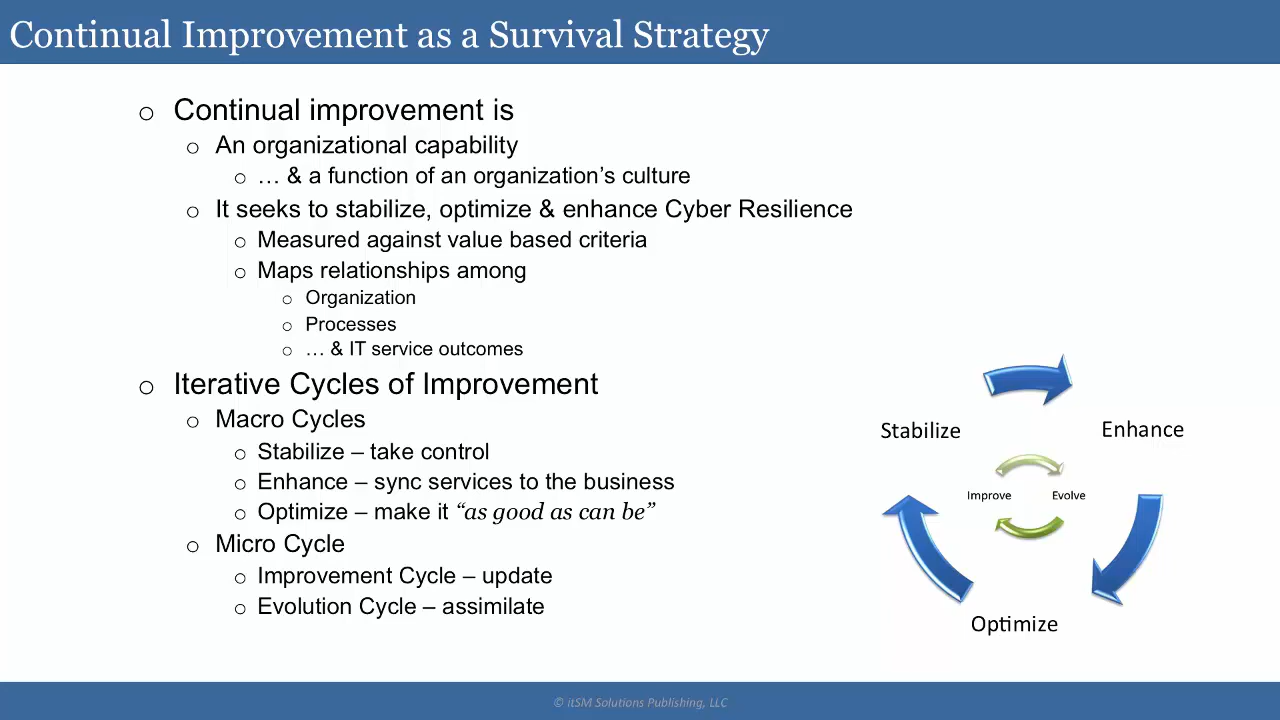 Continual Improvement as a Survival Strategy
o Continual improvement is
o An organizational capability
o … & a function of an organization’s culture
o It seeks to stabilize, optimize & enhance Cyber Resilience
o Measured against value based criteria
o Maps relationships among
o Organization
o Processes
o … & IT service outcomes
o Iterative Cycles of Improvement
o Macro Cycles
o Stabilize – take control
o Enhance – sync services to the business
o Optimize – make it “as good as can be”
o Micro Cycle
o Improvement Cycle – update
o Evolution Cycle – assimilate
Stabilize
Enhance
Improve
Evolve
Optimize
© itSM Solutions Publishing, LLC